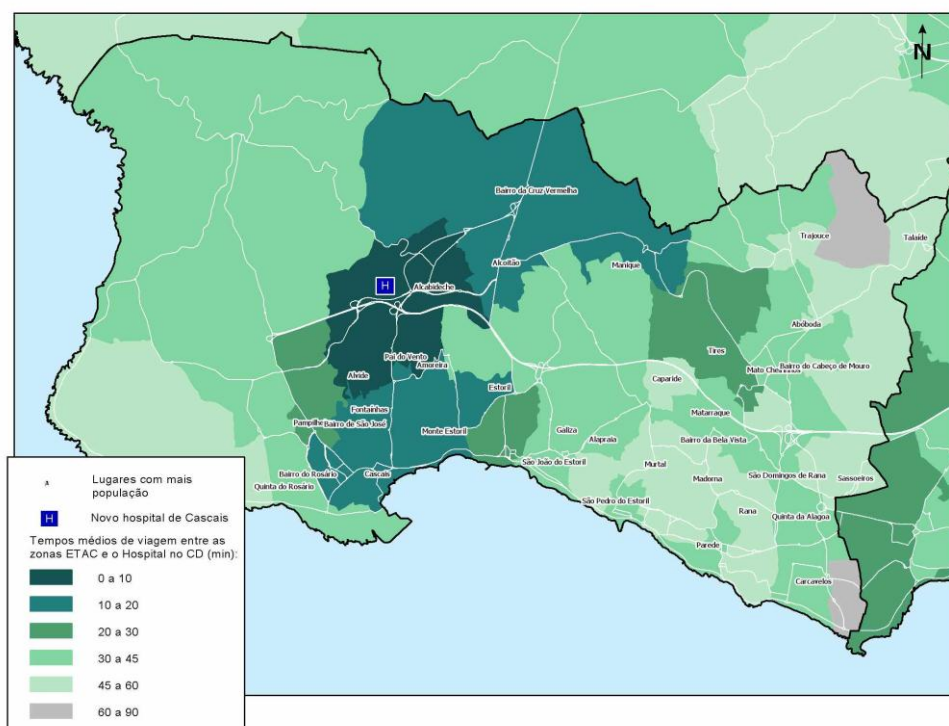 N
Bairro da Cruz Vermelha
Trajouce
Talaíde
Alcoitão
Manique
H
Alcabideche
Abóboda
Tires
Pai do Vento
Amoreira
Mato Che
Bairro do Cabeço de Mouro
Alvide
Estoril
Caparide
Fontaínhas
Matarraque
Pampilhe
Bairro de São José
Monte Estoril
Galiza
Alapraia
Bairro da Bela Vista
São João do Estoril
Murtal
Bairro do Rosário
Cascais
Madorna
São Domingos de Rana
Sassoeiros
Quinta do Rosário
São Pedro do Estoril
Rana
Quinta da Alagoa
Parede
Carcavelos
Lugares com mais
população
H
Novo hospital de Cascais
Tempos médios de viagem entre as
zonas ETAC e o Hospital no CD (min):
0 a 10
10 a 20
20 a 30
30 a 45
45 a 60
60 a 90